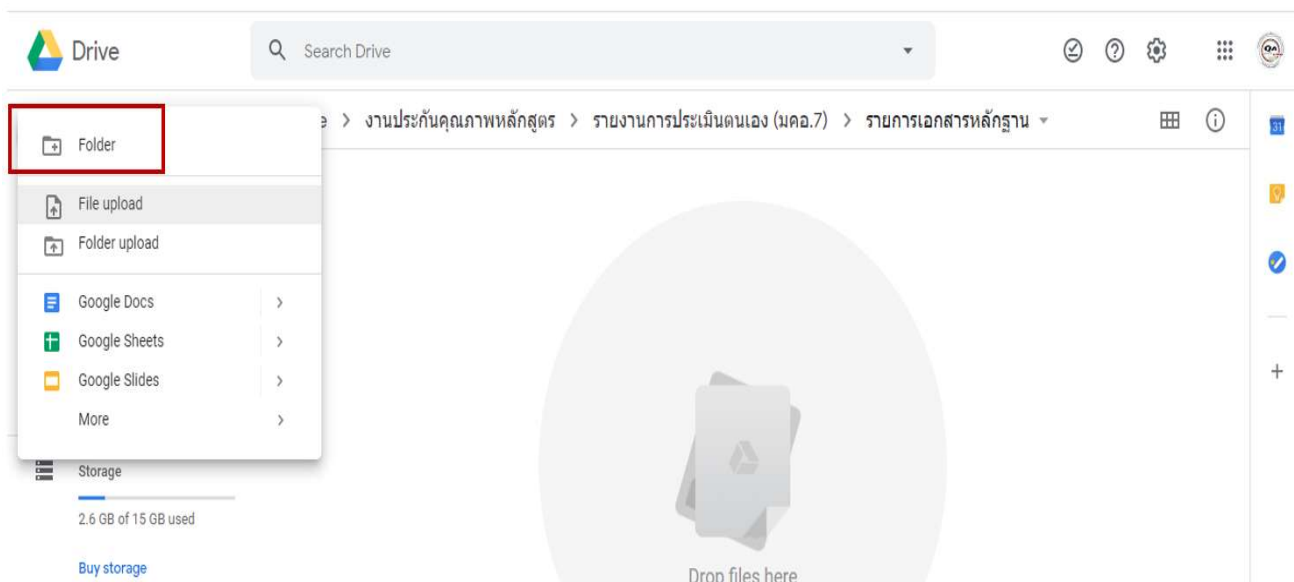 Drive
Search Drive
e > งานประกันคุณภาพหลักสูตร > รายงานการประเมินตนเอง (มคอ.7) > รายการเอกสารหลักฐาน
Folder
File upload
Folder upload
Google Docs
Google Sheets
Google Slides
More
Storage
2.6 GB of 15 GB used
Buy storage
Drop files here
31
QA